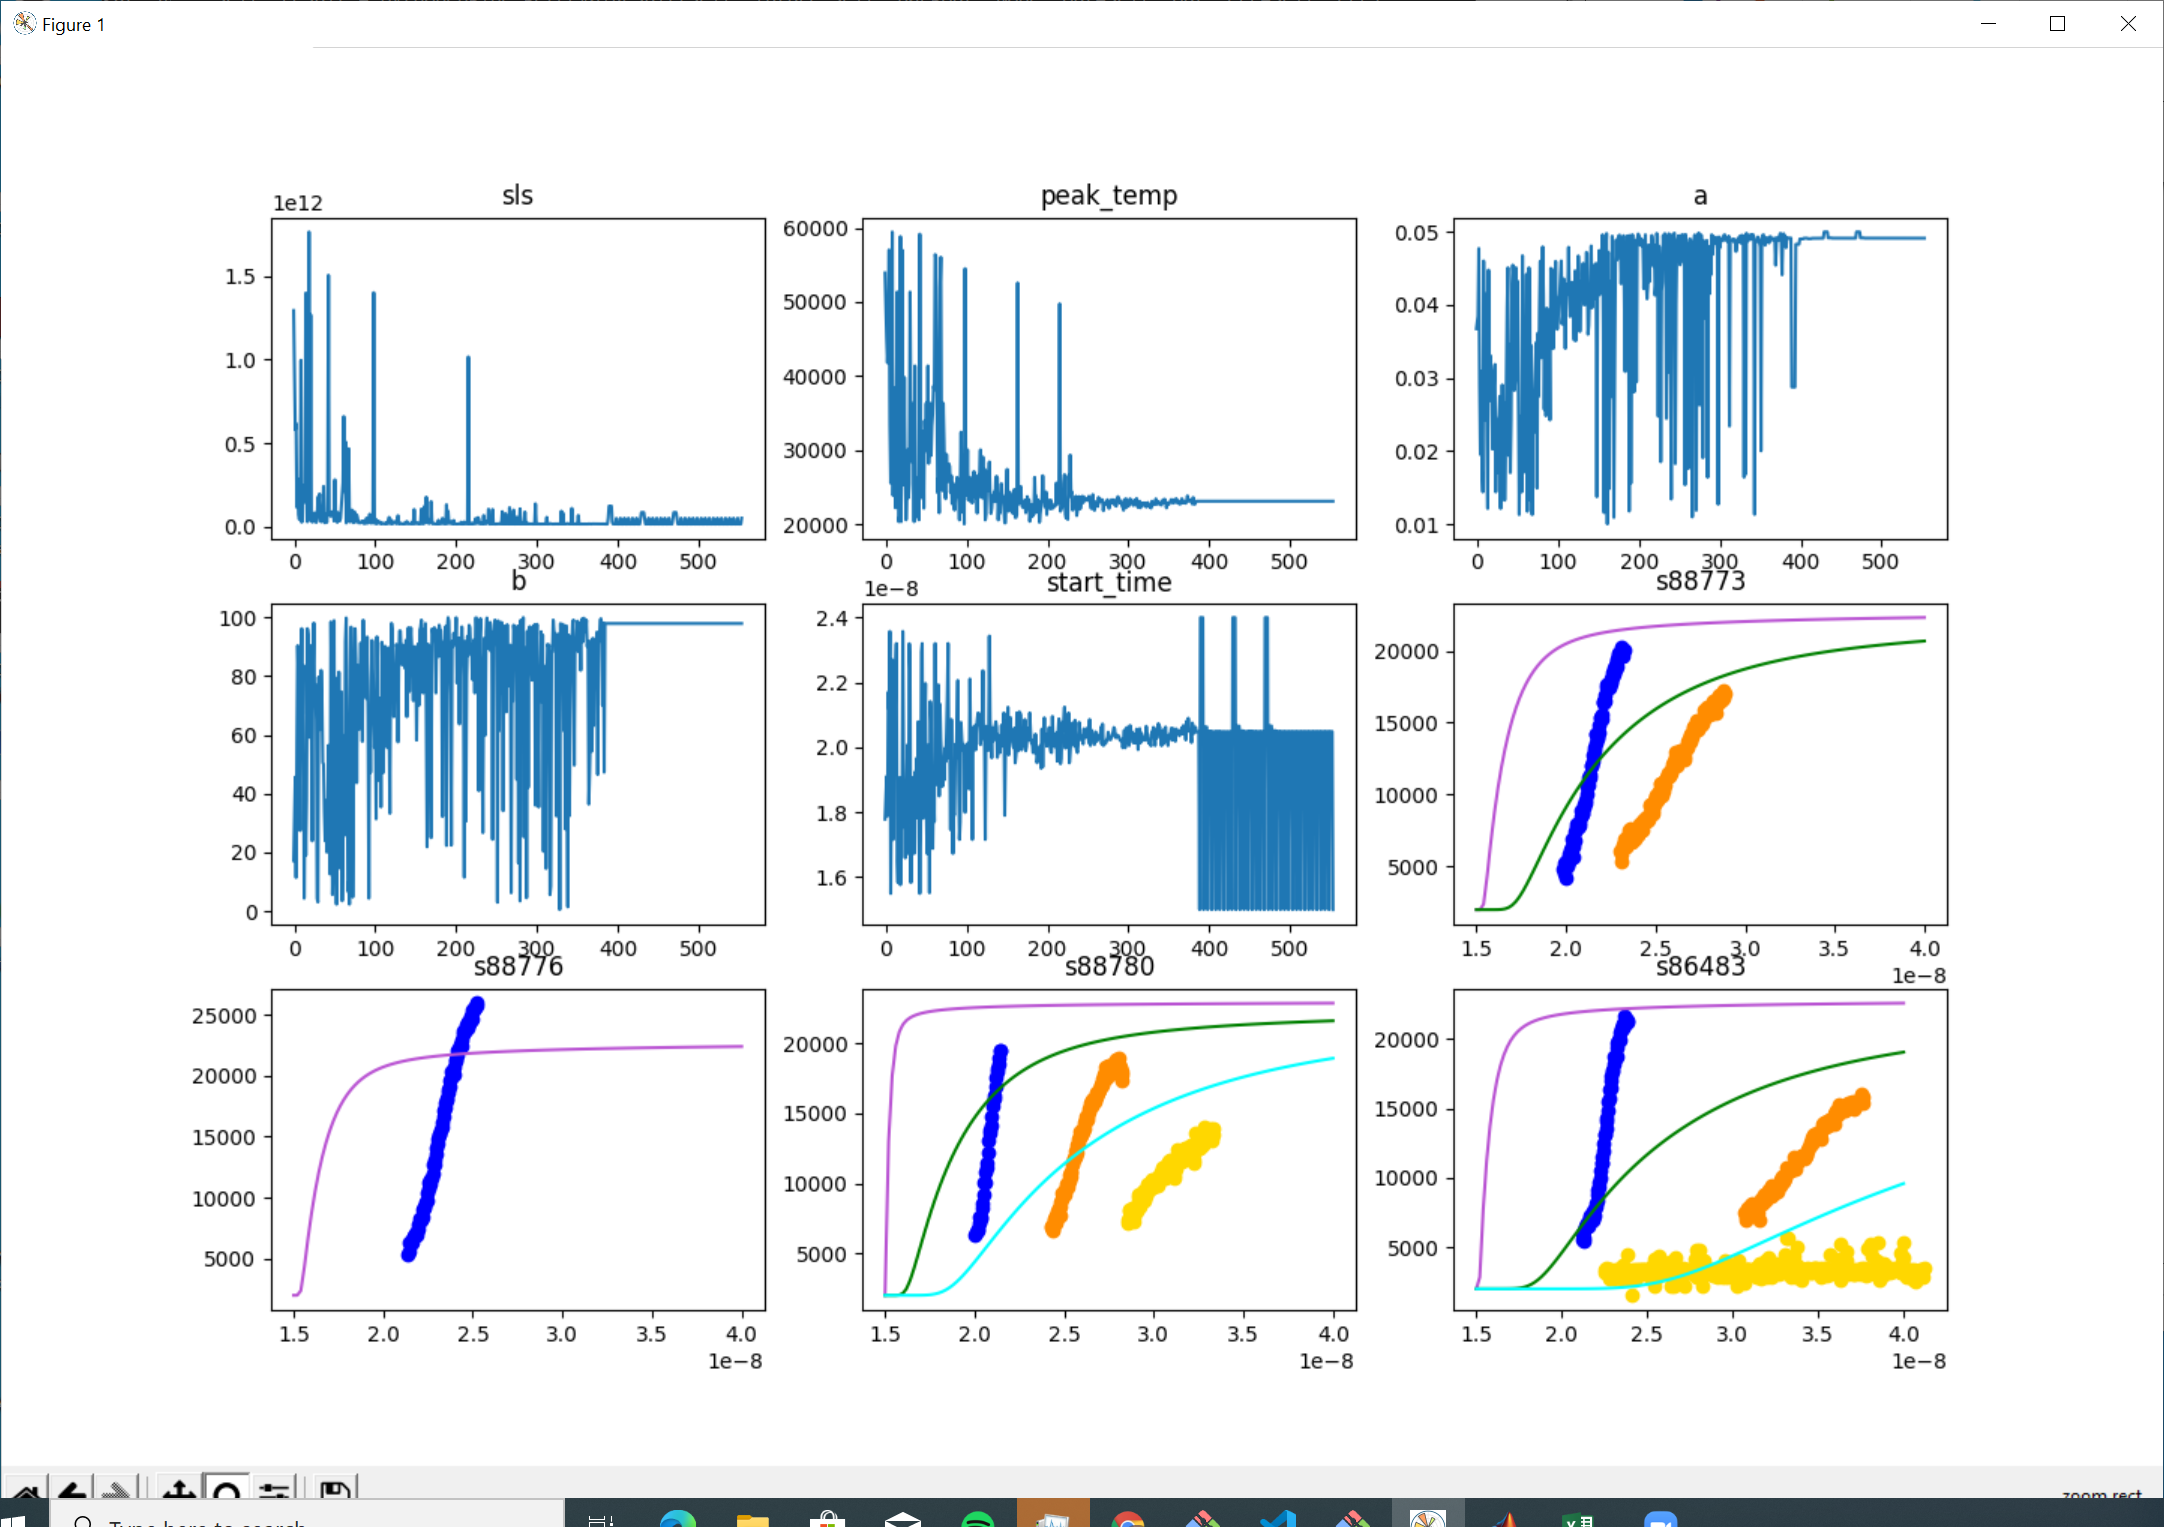 Figure 1
sls
1e12
1.5
1.0
0.5
0.0
0 100 200 300 400 500
peak_temp
60000
50000
40000
30000
20000
0 100 200 300 400 500
a
0.05
0.04
0.03
0.02
0.01
0 100 200 300 400 500
b
100
80
60
40
20
0
0 100 200 300 400 500
start_time
1e−8
2.4
2.2
2.0
1.8
1.6
0 100 200 300 400 500
s88773
20000
15000
10000
5000
1.5 2.0 2.5 3.0 3.5 4.0
1e−8
s88776
25000
20000
15000
10000
5000
1.5 2.0 2.5 3.0 3.5 4.0
1e−8
s88780
20000
15000
10000
5000
1.5 2.0 2.5 3.0 3.5 4.0
1e−8
s86483
20000
15000
10000
5000
1.5 2.0 2.5 3.0 3.5 4.0
1e−8
zoom rect
Type here to search